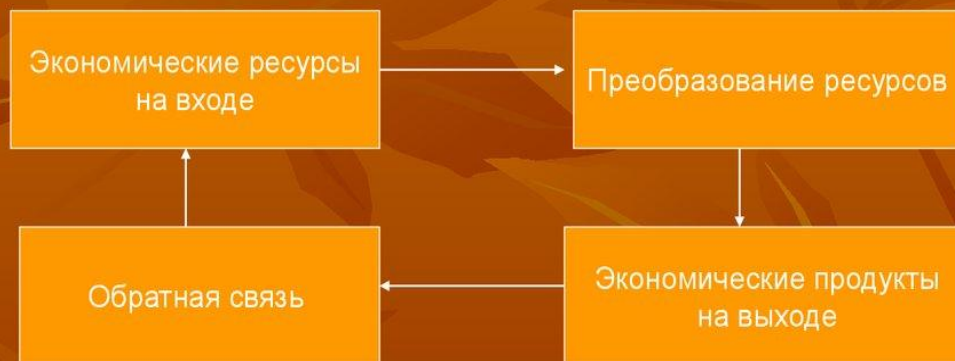 Экономические ресурсы
на входе
Преобразование ресурсов
Обратная связь
Экономические продукты
на выходе